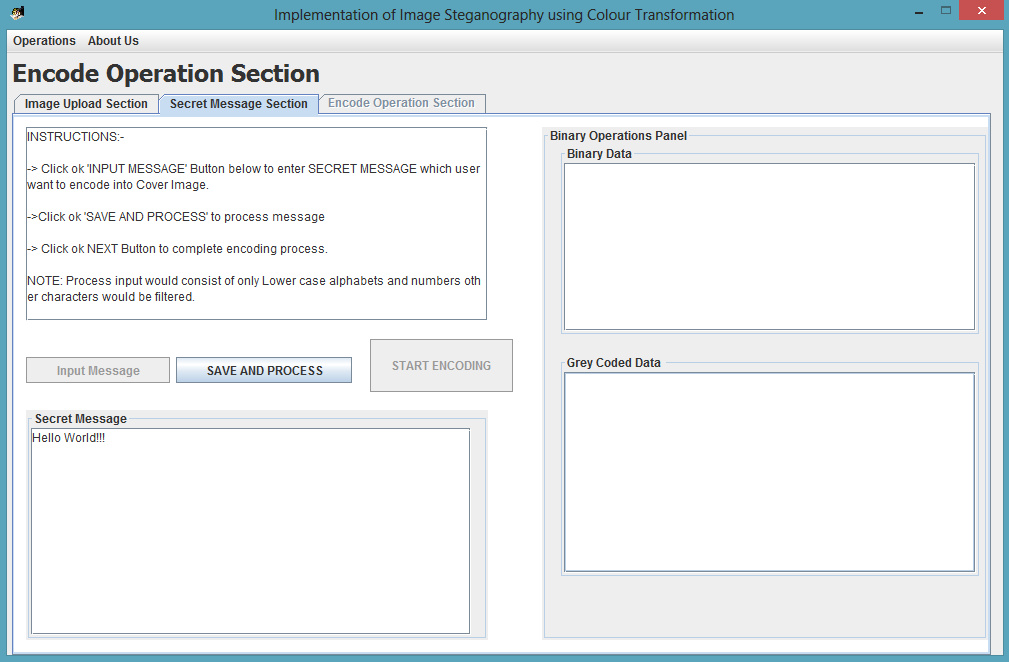 Implementation of Image Steganography using Colour Transformation
Operations About Us
Encode Operation Section
Image Upload Section Secret Message Section Encode Operation Section
INSTRUCTIONS:-
-> Click ok 'INPUT MESSAGE' Button below to enter SECRET MESSAGE which user
want to encode into Cover Image.
->Click ok 'SAVE AND PROCESS' to process message
-> Click ok NEXT Button to complete encoding process.
NOTE: Process input would consist of only Lower case alphabets and numbers oth
er characters would be filtered.
Input Message SAVE AND PROCESS START ENCODING
Secret Message
Hello World!!!
Binary Operations Panel
Binary Data
Grey Coded Data